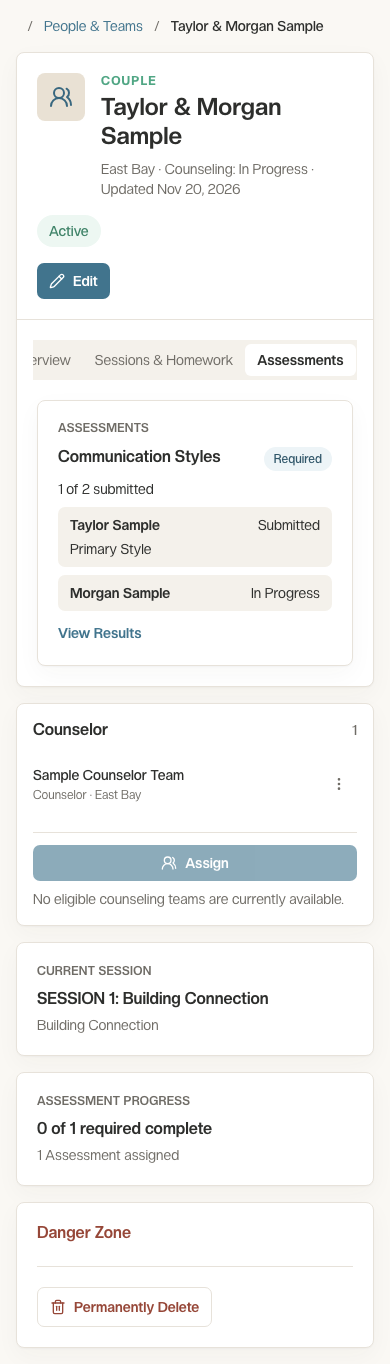 / People & Teams / Taylor & Morgan Sample
COUPLE
Taylor & Morgan
Sample
East Bay · Counseling: In Progress ·
Updated Nov 20, 2026
Active
Edit
erview Sessions & Homework Assessments
ASSESSMENTS
Communication Styles Required
1 of 2 submitted
Taylor Sample Submitted
Primary Style
Morgan Sample In Progress
View Results
Counselor 1
Sample Counselor Team
Counselor · East Bay
Assign
No eligible counseling teams are currently available.
CURRENT SESSION
SESSION 1: Building Connection
Building Connection
ASSESSMENT PROGRESS
0 of 1 required complete
1 Assessment assigned
Danger Zone
Permanently Delete